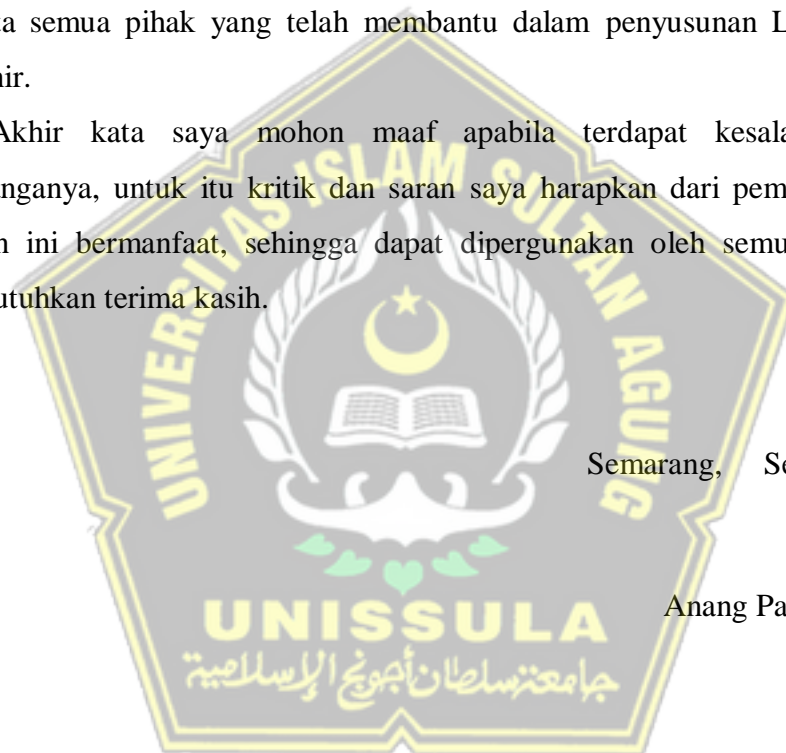 ta semua pihak yang telah membantu dalam penyusunan L
ir.
Akhir kata saya mohon maaf apabila terdapat kesala
nganya, untuk itu kritik dan saran saya harapkan dari pem
n ini bermanfaat, sehingga dapat dipergunakan oleh semu
utuhkan terima kasih.
UNIVERSITAS ISLAM SULTAN AGUNG
Semarang, Se
Anang Pa
UNISSULA
جامعة سلطان أجونج الإسلامية